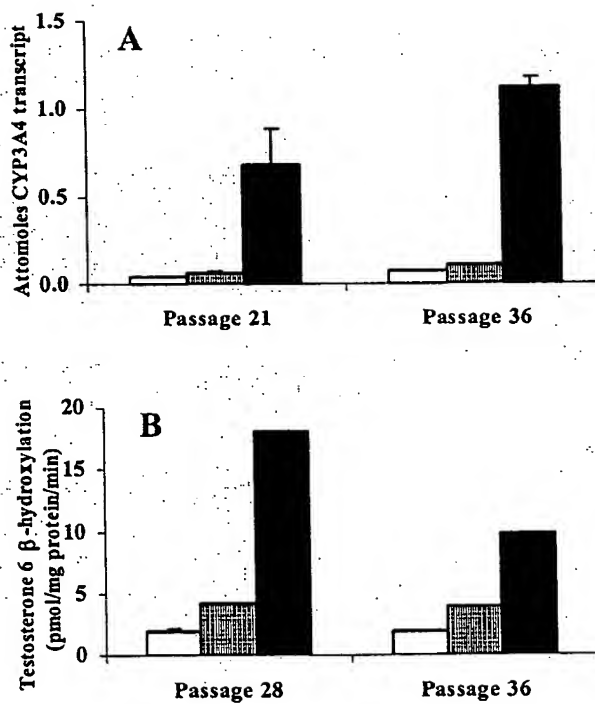 A
Attomoles CYP3A4 transcript
1.5
1.0
0.5
0.0
Passage 21
Passage 36
B
Testosterone 6 β-hydroxylation
(pmol/mg protein/min)
20
15
10
5
0
Passage 28
Passage 36